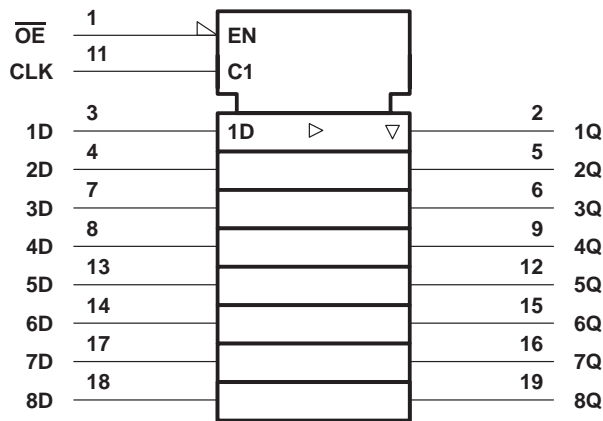 1
O̅E̅ EN
11
CLK C1
3 2
1D 1D 1Q
4 5
2D 2Q
7 6
3D 3Q
8 9
4D 4Q
13 12
5D 5Q
14 15
6D 6Q
17 16
7D 7Q
18 19
8D 8Q